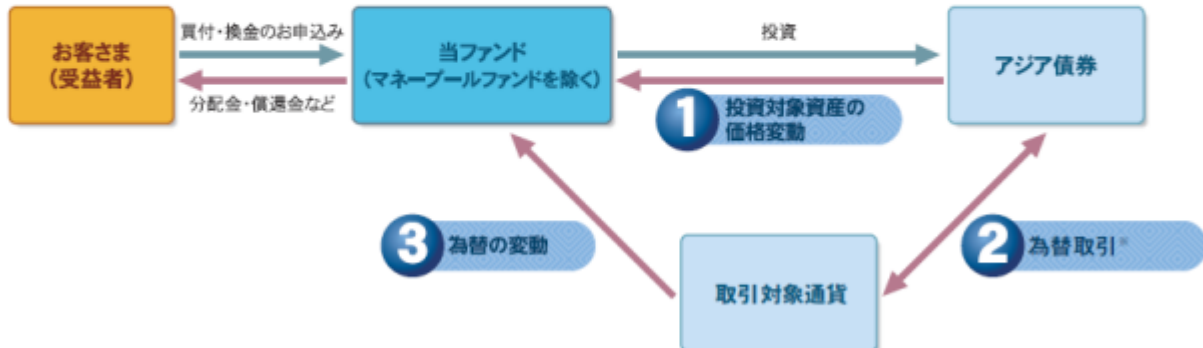 お客さま
(受益者)
買付・換金のお申込み
分配金・償還金など
当ファンド
(マネープールファンドを除く)
投資
アジア債券
1 投資対象資産の
価格変動
3 為替の変動
取引対象通貨
2 為替取引※